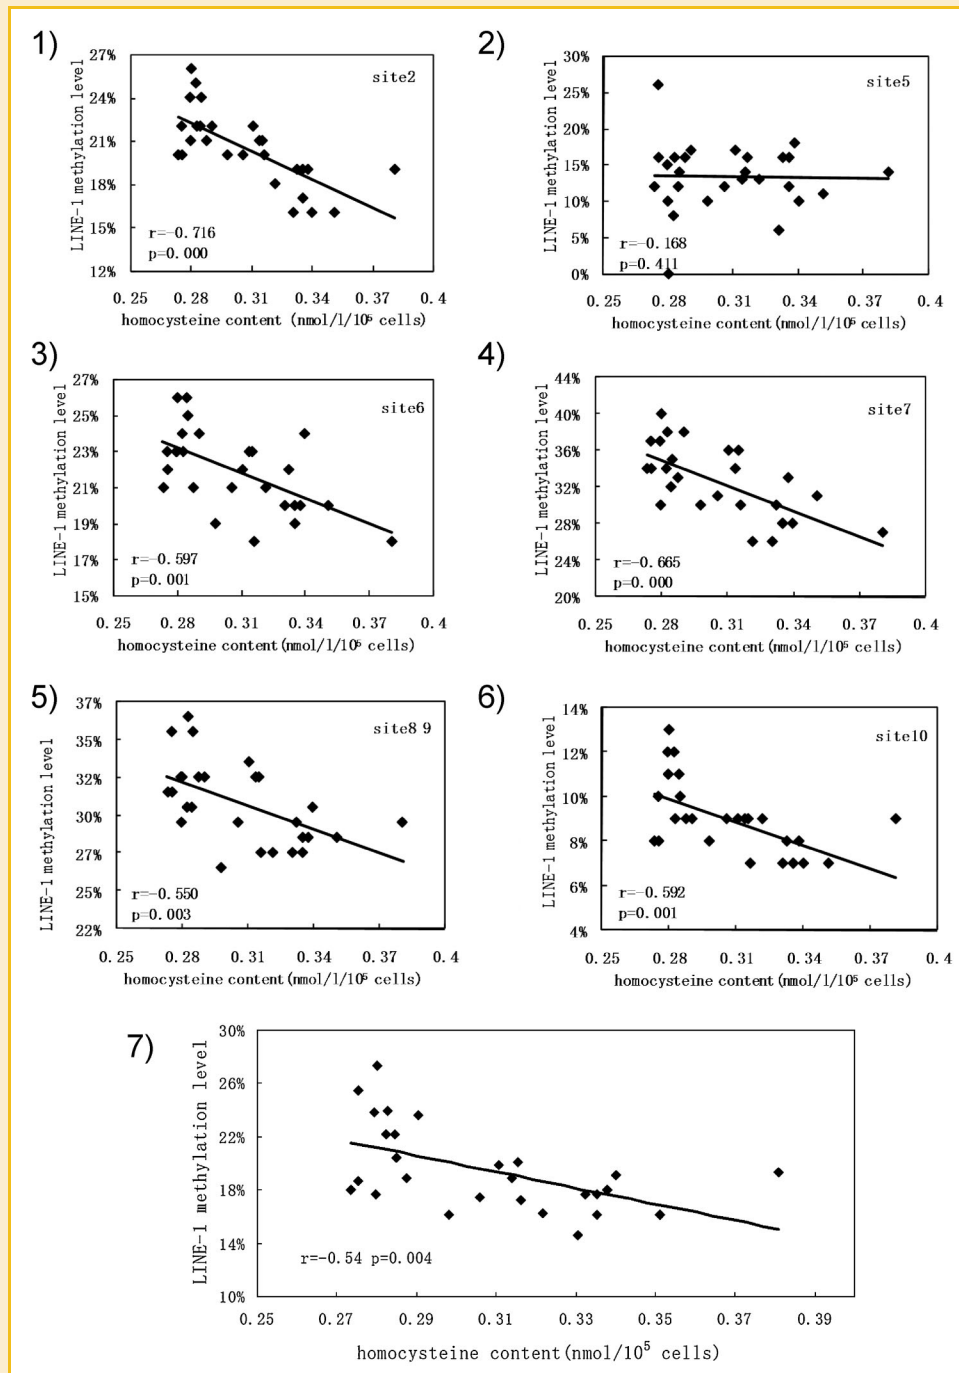 1)
27%
24%
21%
18%
15%
12%
LINE-1 methylation level
site2
r=-0.716
p=0.000
0.25 0.28 0.31 0.34 0.37 0.4
homocysteine content (nmol/l/10⁵ cells)
2)
30%
25%
20%
15%
10%
5%
0%
LINE-1 methylation level
site5
r=-0.168
p=0.411
0.25 0.28 0.31 0.34 0.37 0.4
homocysteine content(nmol/l/10⁵ cells)
3)
27%
25%
23%
21%
19%
17%
15%
LINE-1 methylation level
site6
r=-0.597
p=0.001
0.25 0.28 0.31 0.34 0.37 0.4
homocysteine content(nmol/l/10⁵ cells)
4)
44%
40%
36%
32%
28%
24%
20%
LINE-1 methylation level
site7
r=-0.665
p=0.000
0.25 0.28 0.31 0.34 0.37 0.4
homocysteine content(nmol/l/10⁵ cells)
5)
37%
35%
32%
30%
27%
25%
22%
LINE-1 methylation level
site8 9
r=-0.550
p=0.003
0.25 0.28 0.31 0.34 0.37 0.4
homocysteine content(nmol/l/10⁵ cells)
6)
14%
12%
10%
8%
6%
4%
LINE-1 methylation level
site10
r=-0.592
p=0.001
0.25 0.28 0.31 0.34 0.37 0.4
homocysteine content(nmol/l/10⁵ cells)
7)
30%
26%
22%
18%
14%
10%
LINE-1 methylation level
r=-0.54 p=0.004
0.25 0.27 0.29 0.31 0.33 0.35 0.37 0.39
homocysteine content(nmol/10⁵ cells)